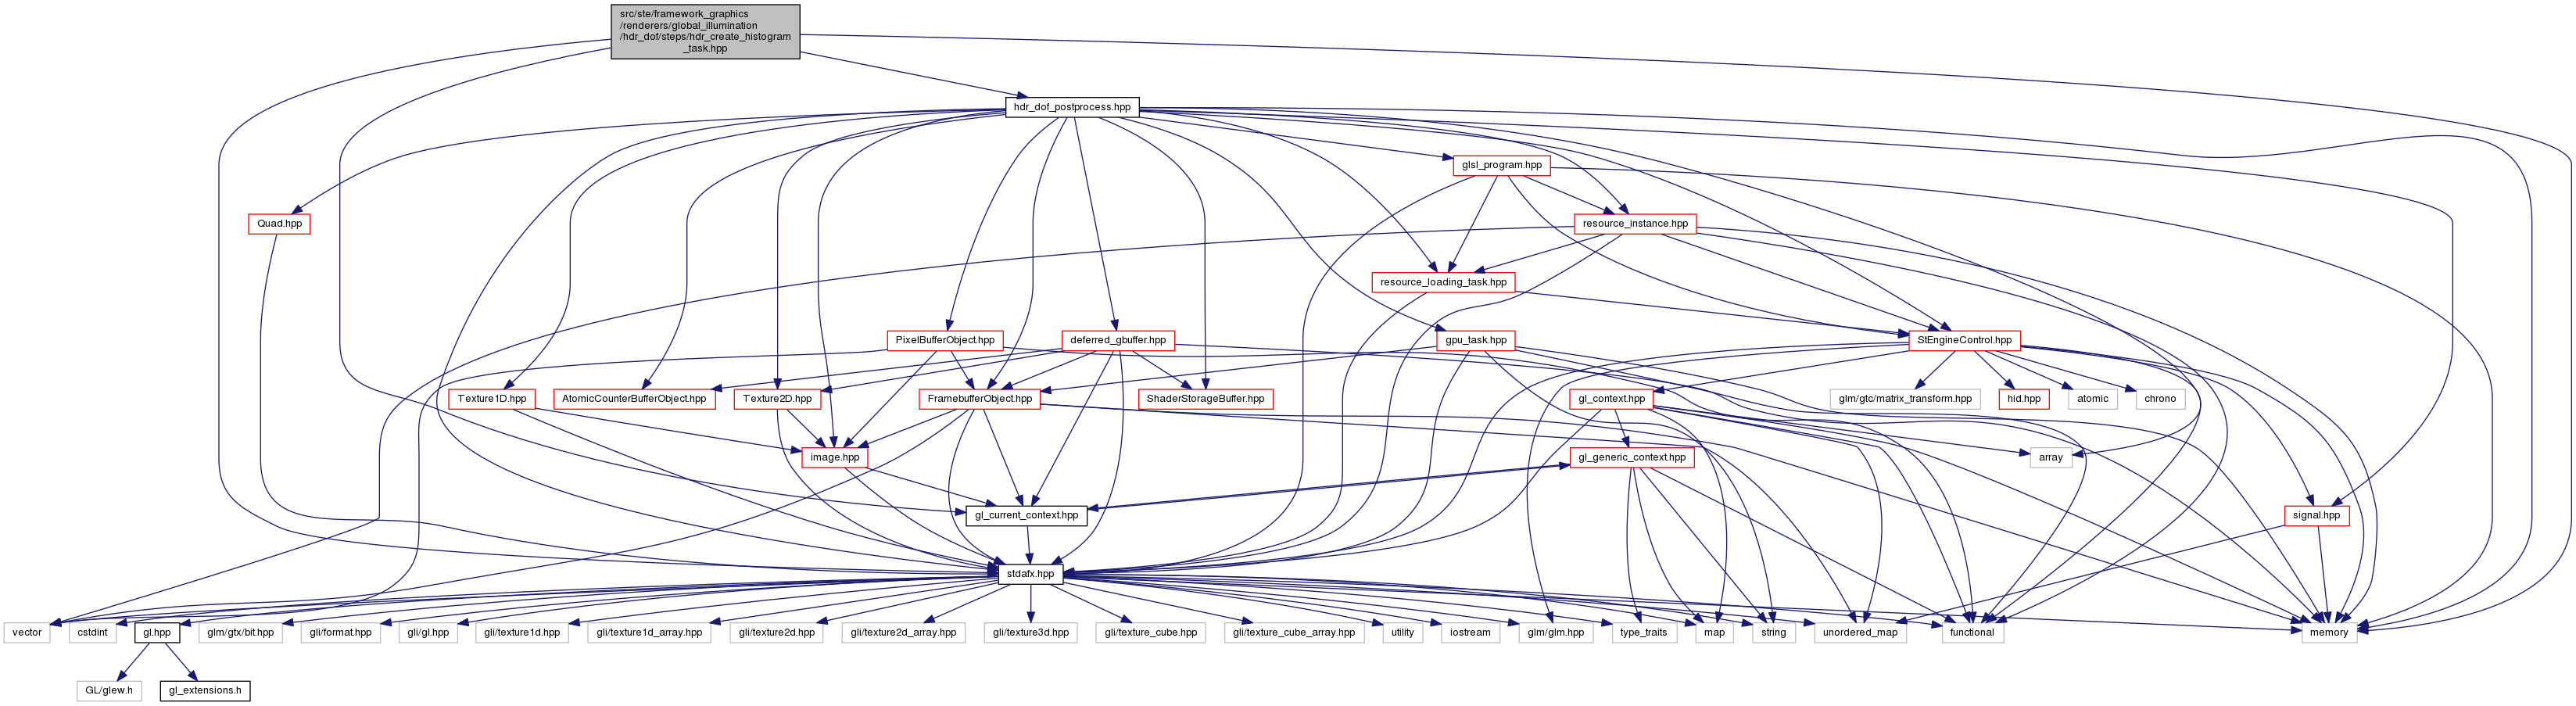 src/ste/framework_graphics
/renderers/global_illumination
/hdr_dof/steps/hdr_create_histogram
_task.hpp
hdr_dof_postprocess.hpp
glsl_program.hpp
Quad.hpp
resource_instance.hpp
resource_loading_task.hpp
PixelBufferObject.hpp
deferred_gbuffer.hpp
gpu_task.hpp
StEngineControl.hpp
Texture1D.hpp
AtomicCounterBufferObject.hpp
Texture2D.hpp
FramebufferObject.hpp
ShaderStorageBuffer.hpp
gl_context.hpp
glm/gtc/matrix_transform.hpp
hid.hpp
atomic
chrono
image.hpp
gl_generic_context.hpp
array
gl_current_context.hpp
signal.hpp
stdafx.hpp
vector
cstdint
gl.hpp
glm/gtx/bit.hpp
gli/format.hpp
gli/gl.hpp
gli/texture1d.hpp
gli/texture1d_array.hpp
gli/texture2d.hpp
gli/texture2d_array.hpp
gli/texture3d.hpp
gli/texture_cube.hpp
gli/texture_cube_array.hpp
utility
iostream
glm/glm.hpp
type_traits
map
string
unordered_map
functional
memory
GL/glew.h
gl_extensions.h